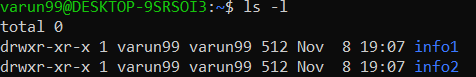 varun99@DESKTOP-9SRSOI3:~$ ls -l
total 0
drwxr-xr-x 1 varun99 varun99 512 Nov  8 19:07 info1
drwxr-xr-x 1 varun99 varun99 512 Nov  8 19:07 info2